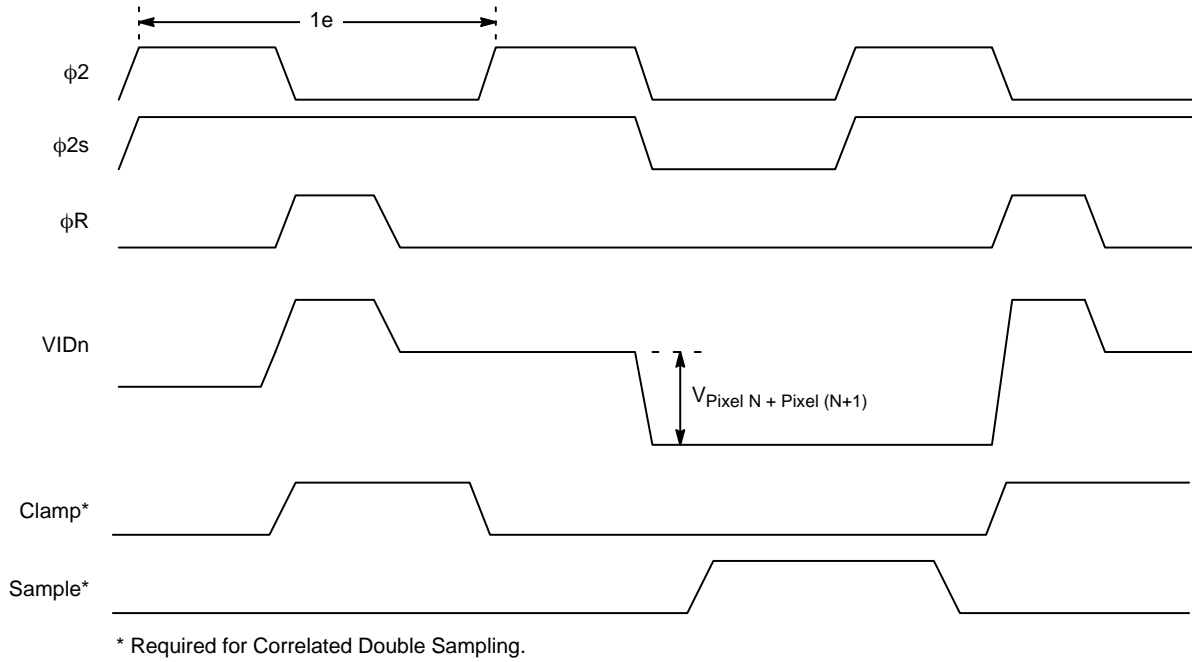 1e
ϕ2
ϕ2s
ϕR
VIDn
VPixel N + Pixel (N+1)
Clamp*
Sample*
* Required for Correlated Double Sampling.